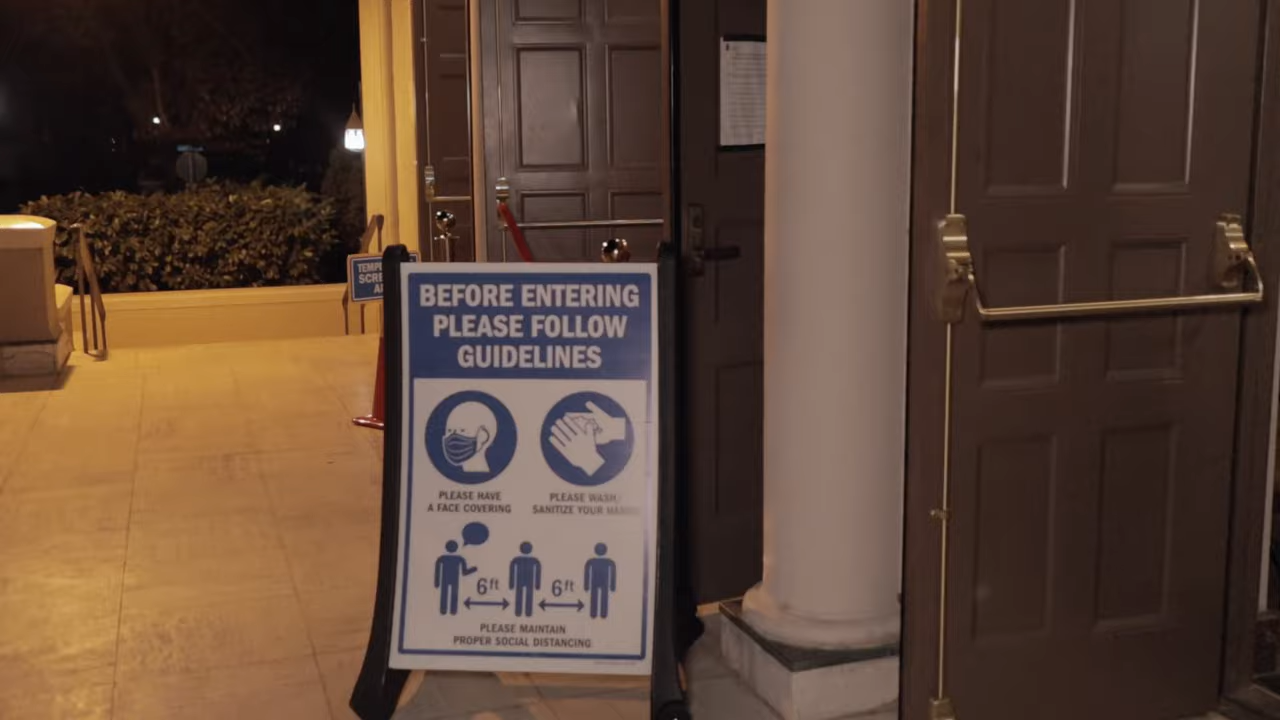 BEFORE ENTERING
PLEASE FOLLOW
GUIDELINES
PLEASE HAVE
A FACE COVERING
PLEASE WASH/
SANITIZE YOUR HANDS
6ft
6ft
PLEASE MAINTAIN
PROPER SOCIAL DISTANCING